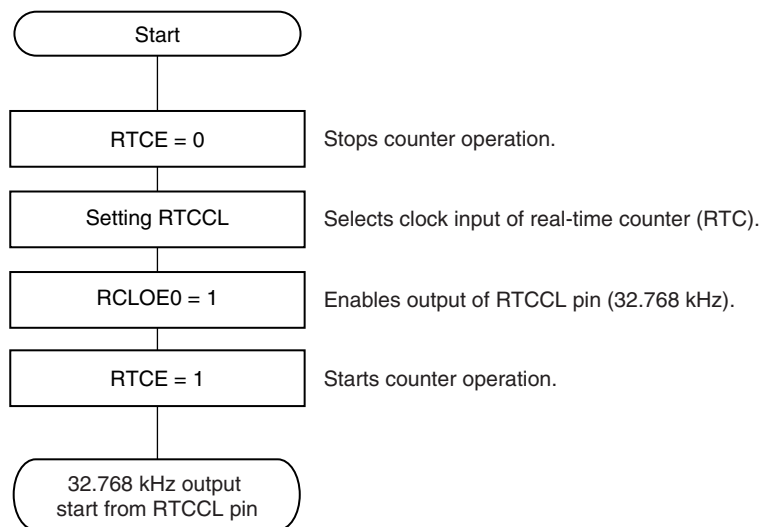 Start
RTCE = 0
Stops counter operation.
Setting RTCCL
Selects clock input of real-time counter (RTC).
RCLOE0 = 1
Enables output of RTCCL pin (32.768 kHz).
RTCE = 1
Starts counter operation.
32.768 kHz output
start from RTCCL pin